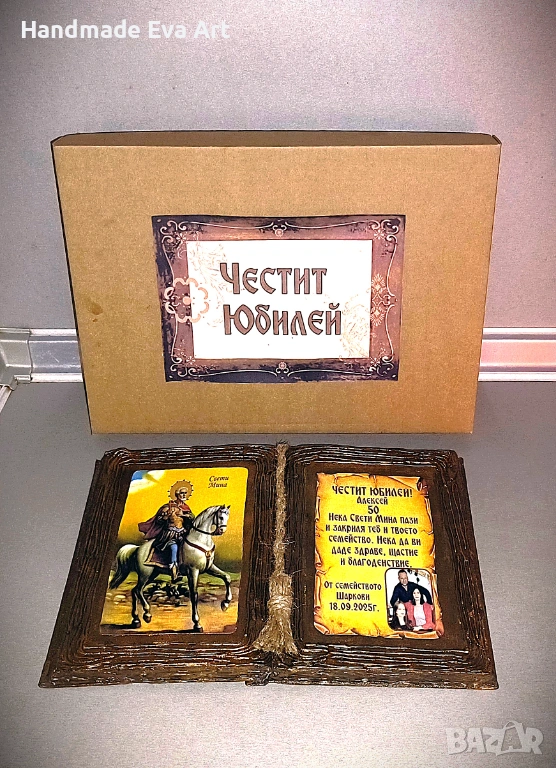 Handmade Eva Art
Честит
Юбилей
Свети
Мина
Честит Юбилей!
Алексей
50
Нека Свети Мина пази
и закриля теб и твоето
семейство. Нека да ви
даде здраве, щастие
и благоденствие.
От семейството
Шаркови
18.09.2025г.
BAZAR